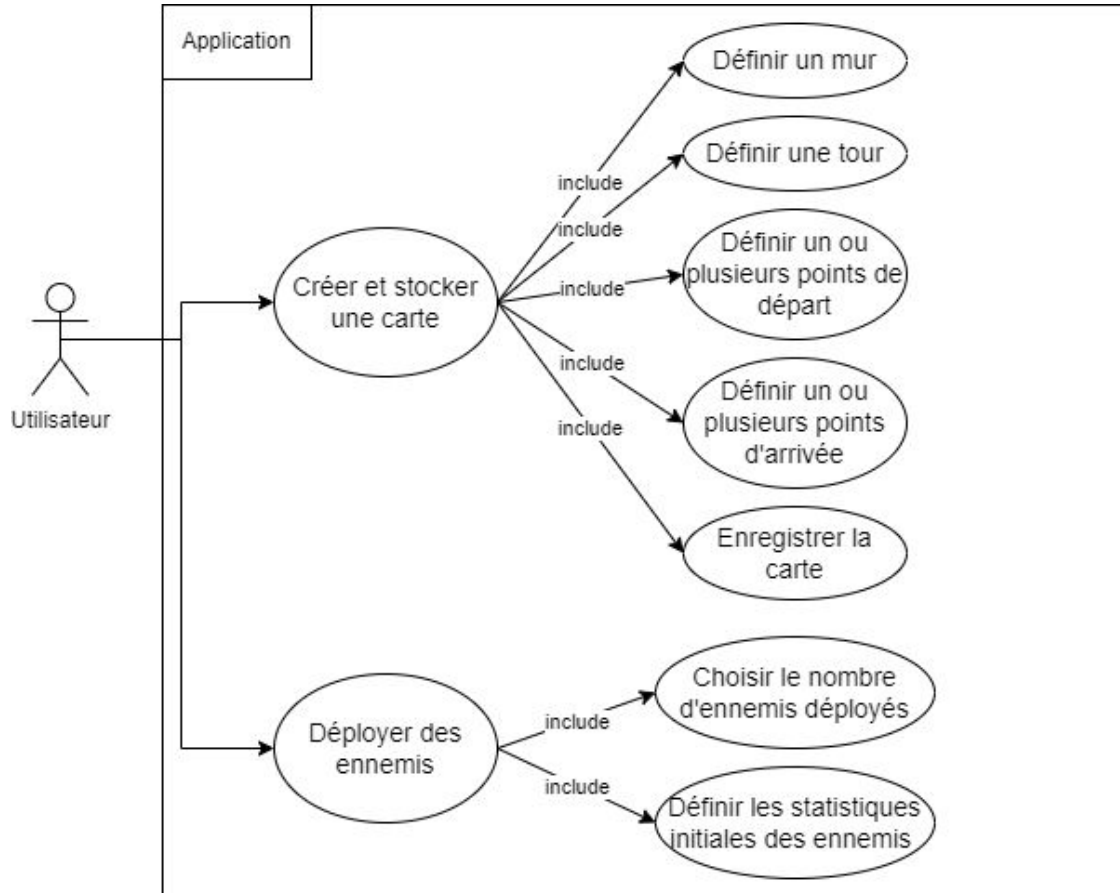 Application
Définir un mur
Définir une tour
include
include
Définir un ou
plusieurs points de
départ
include
Créer et stocker
une carte
Utilisateur
include
Définir un ou
plusieurs points
d'arrivée
include
Enregistrer la
carte
Choisir le nombre
d'ennemis déployés
include
Déployer des
ennemis
include
Définir les statistiques
initiales des ennemis